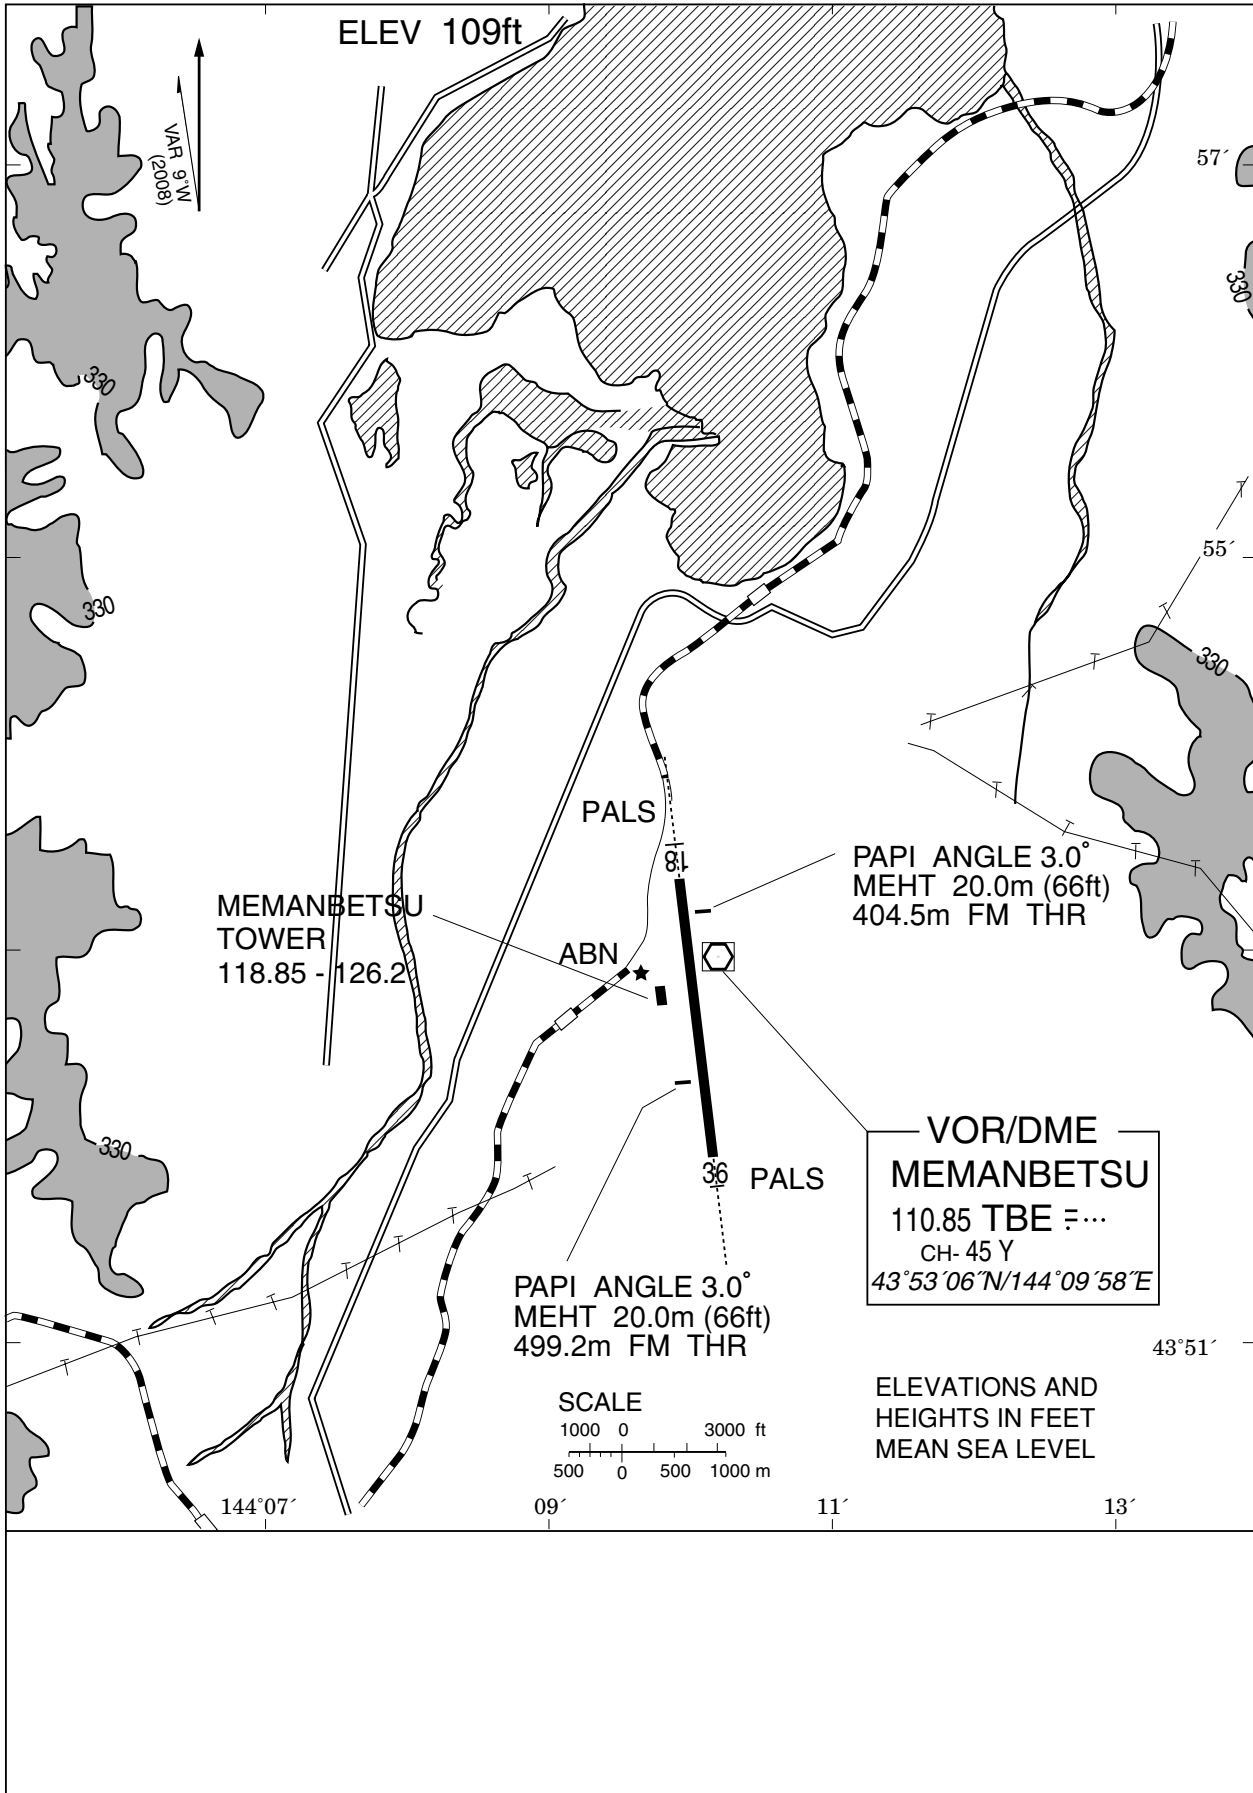 ELEV 109ft
VAR 9°W
(2008)
57´
330
330
55´
330
330
PALS
18
PAPI ANGLE 3.0°
MEHT 20.0m (66ft)
404.5m FM THR
MEMANBETSU
TOWER
118.85 - 126.2
ABN
VOR/DME
MEMANBETSU
110.85 TBE
CH- 45 Y
43°53´06˝N/144°09´58˝E
330
36
PALS
PAPI ANGLE 3.0°
MEHT 20.0m (66ft)
499.2m FM THR
43°51´
ELEVATIONS AND
HEIGHTS IN FEET
MEAN SEA LEVEL
SCALE
1000 0 3000 ft
500 0 500 1000 m
144°07´ 09´ 11´ 13´